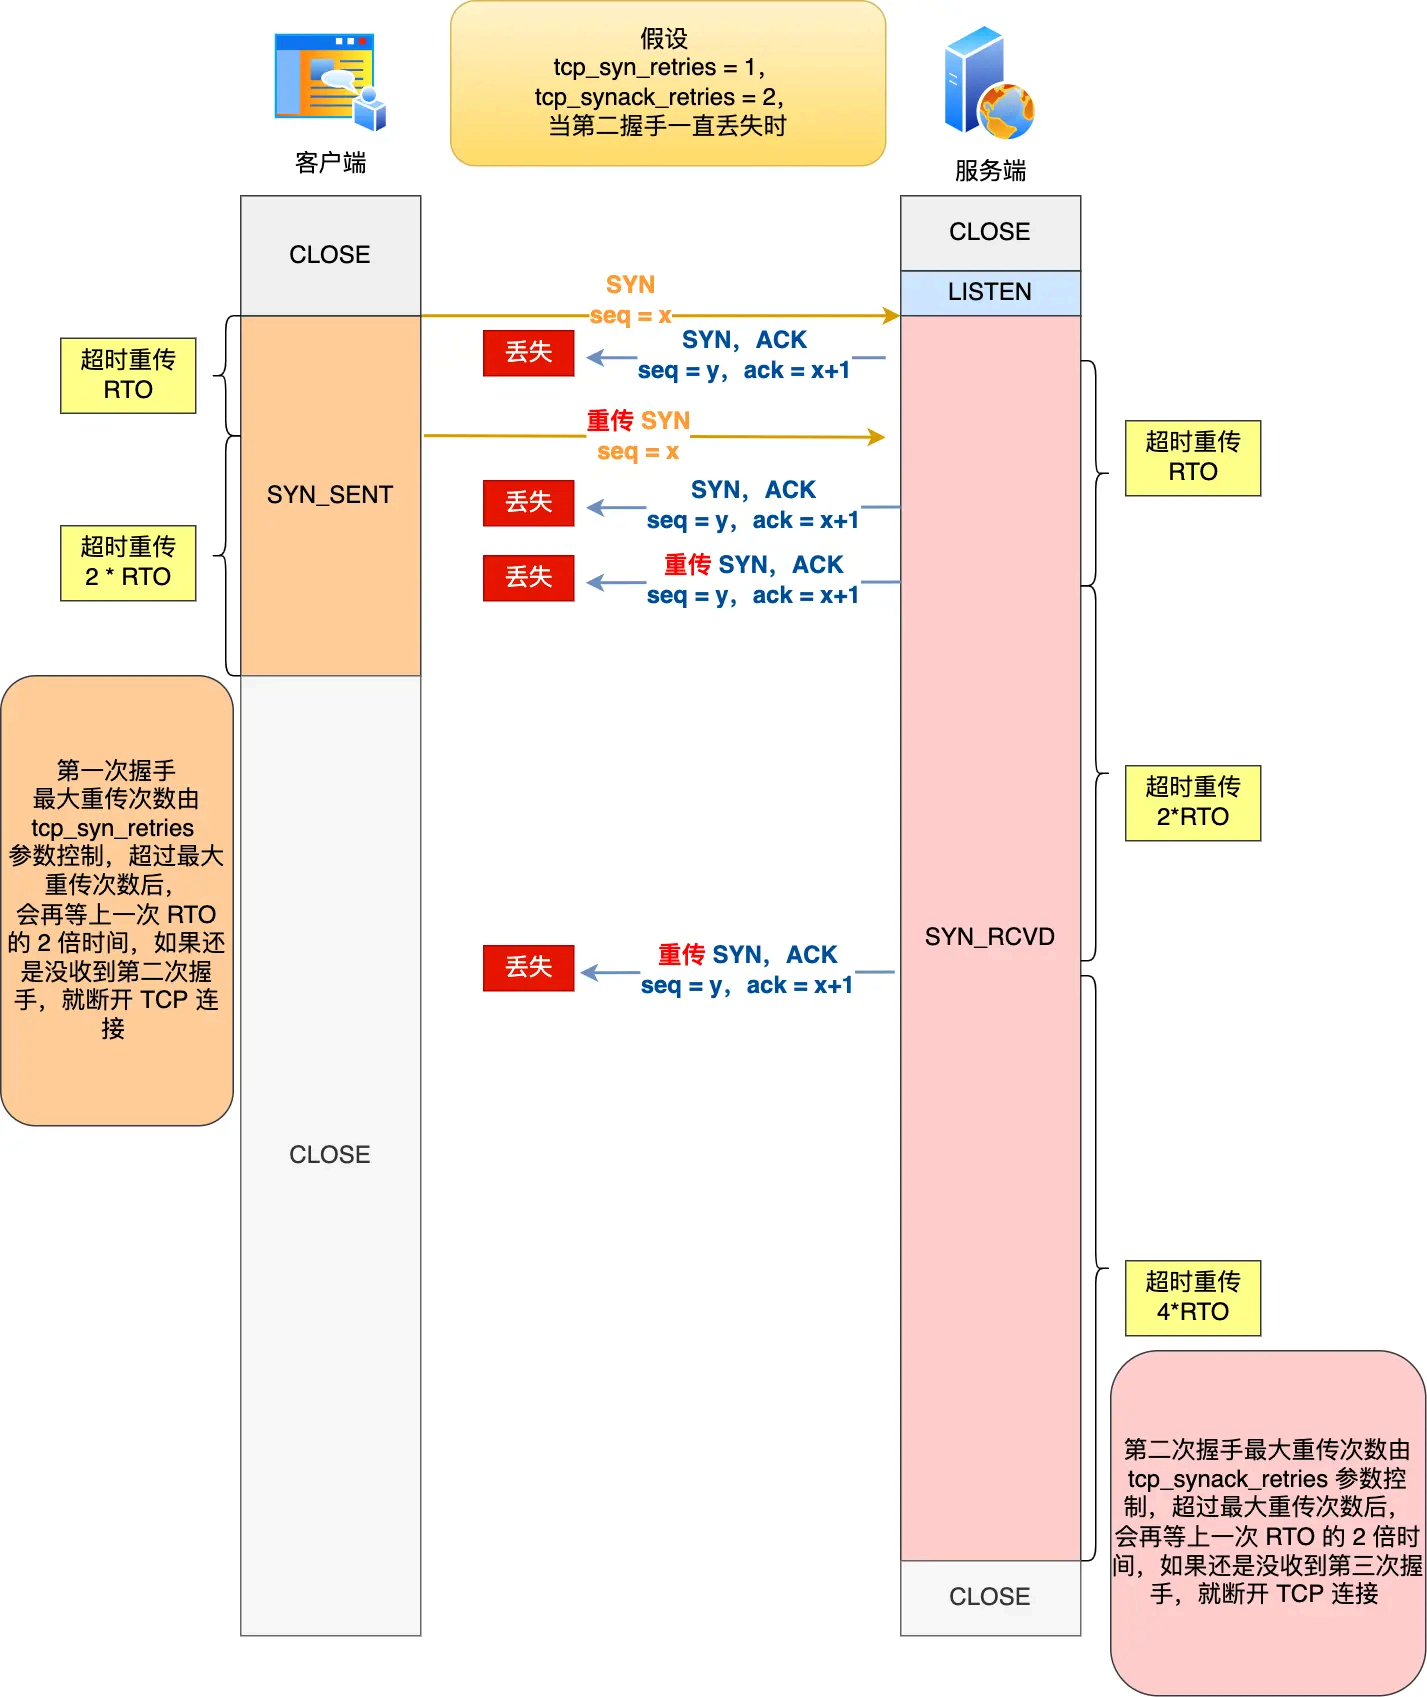 假设
tcp_syn_retries = 1，
tcp_synack_retries = 2，
当第二握手一直丢失时
客户端
服务端
CLOSE
CLOSE
LISTEN
SYN
seq = x
丢失
SYN，ACK
seq = y，ack = x+1
超时重传
RTO
重传 SYN
seq = x
超时重传
RTO
SYN_SENT
丢失
SYN，ACK
seq = y，ack = x+1
超时重传
2 * RTO
丢失
重传 SYN，ACK
seq = y，ack = x+1
第一次握手
最大重传次数由
tcp_syn_retries
参数控制，超过最大
重传次数后，
会再等上一次 RTO
的 2 倍时间，如果还
是没收到第二次握
手，就断开 TCP 连
接
超时重传
2*RTO
SYN_RCVD
丢失
重传 SYN，ACK
seq = y，ack = x+1
CLOSE
超时重传
4*RTO
第二次握手最大重传次数由
tcp_synack_retries 参数控
制，超过最大重传次数后，
会再等上一次 RTO 的 2 倍时
间，如果还是没收到第三次握
手，就断开 TCP 连接
CLOSE